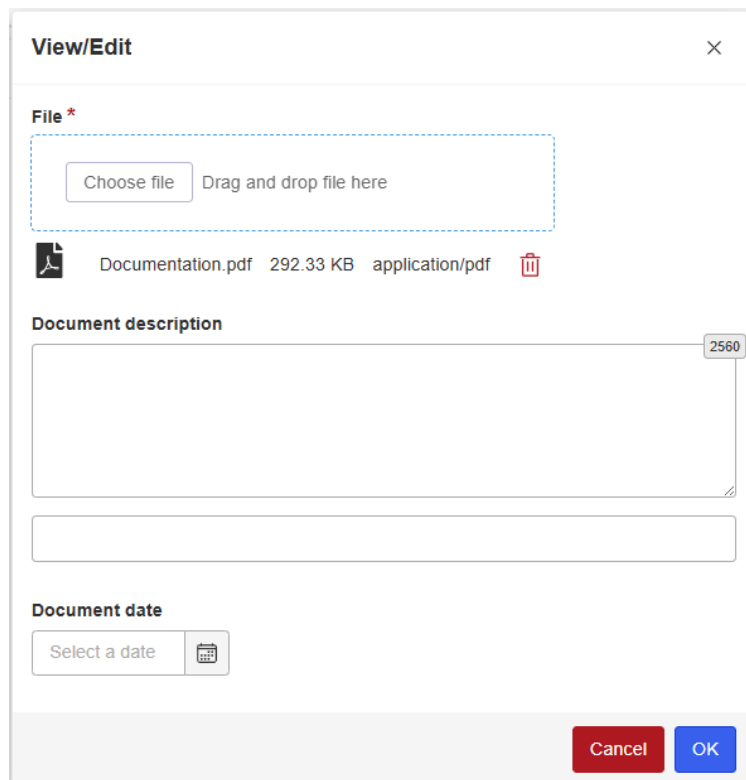 View/Edit
File *
Choose file Drag and drop file here
Documentation.pdf 292.33 KB application/pdf
Document description
2560
Document date
Select a date
Cancel OK